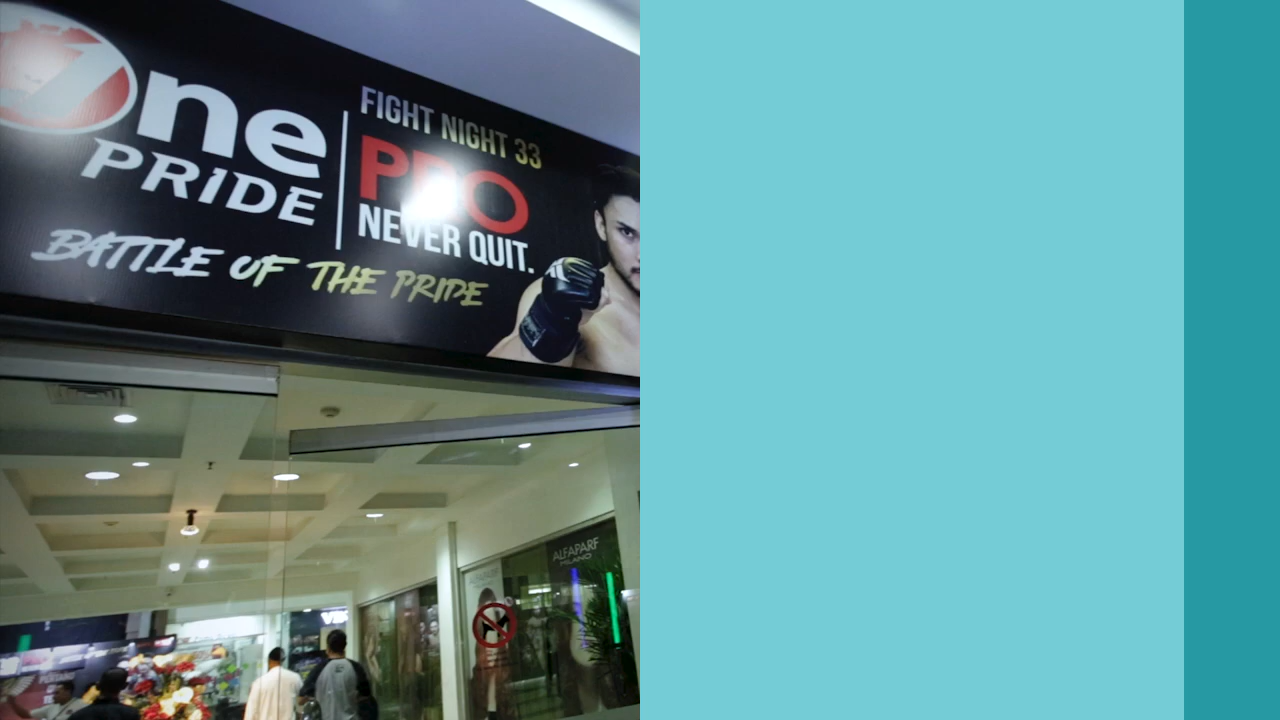 One
PRIDE
FIGHT NIGHT 33
PRO
NEVER QUIT.
BATTLE OF THE PRIDE
ALFAPARF
MILANO